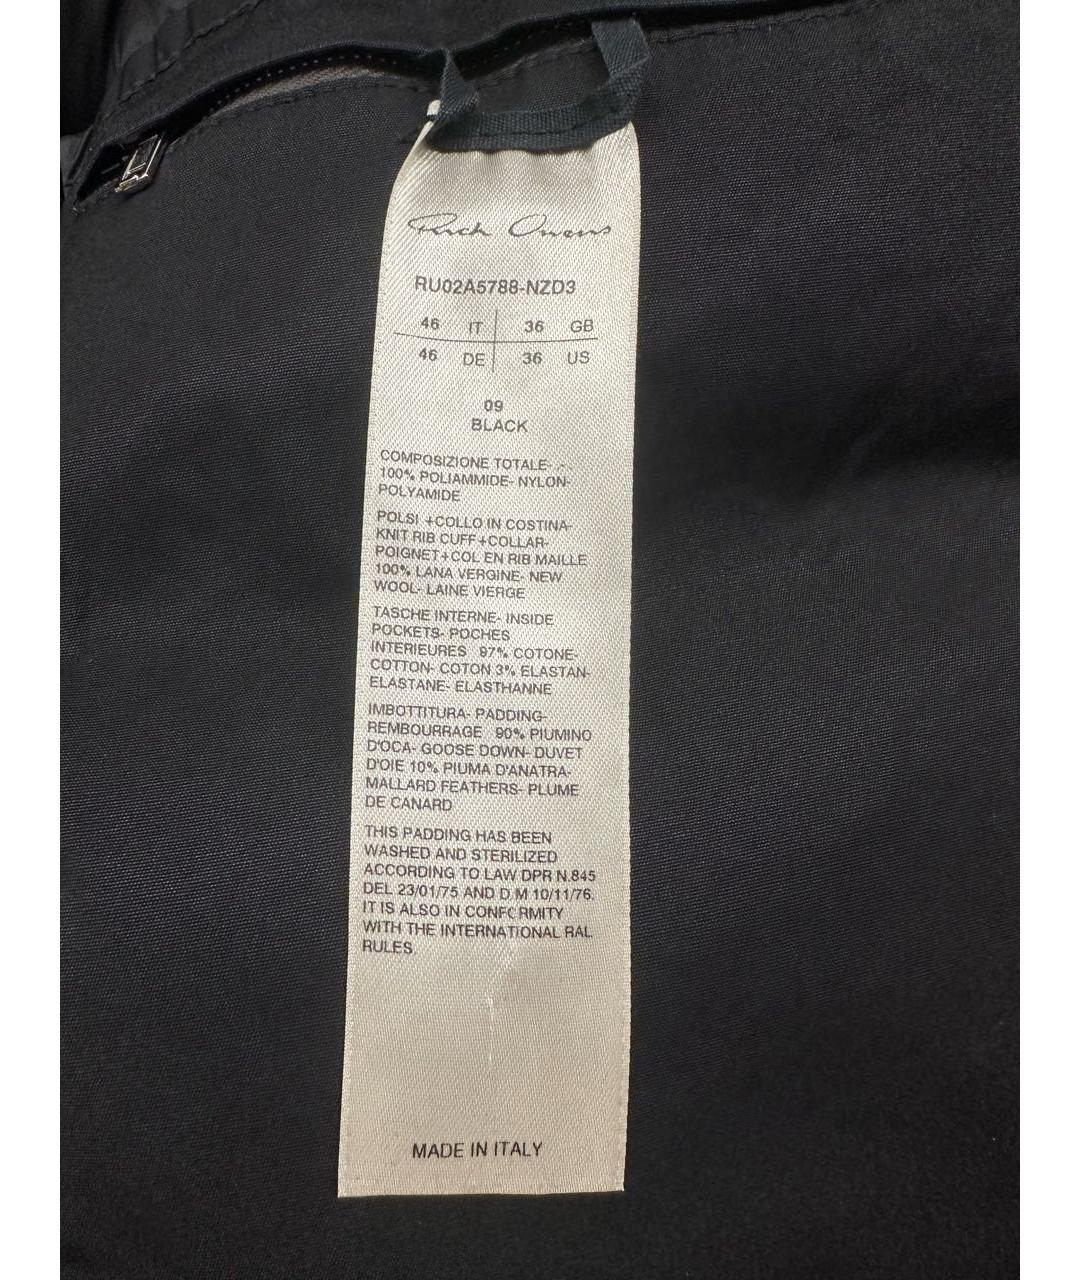 Rick Owens
RU02A5788-NZD3
46 IT 36 GB
46 DE 36 US
09
BLACK
COMPOSIZIONE TOTALE- - -
100% POLIAMMIDE- NYLON-
POLYAMIDE
POLSI +COLLO IN COSTINA-
KNIT RIB CUFF+COLLAR-
POIGNET+COL EN RIB MAILLE
100% LANA VERGINE- NEW
WOOL- LAINE VIERGE
TASCHE INTERNE- INSIDE
POCKETS- POCHES
INTERIEURES 97% COTONE-
COTTON- COTON 3% ELASTAN-
ELASTANE- ELASTHANNE
IMBOTTITURA- PADDING-
REMBOURRAGE 90% PIUMINO
D'OCA- GOOSE DOWN- DUVET
D'OIE 10% PIUMA D'ANATRA-
MALLARD FEATHERS- PLUME
DE CANARD
THIS PADDING HAS BEEN
WASHED AND STERILIZED
ACCORDING TO LAW DPR N.845
DEL 23/01/75 AND D.M 10/11/76.
IT IS ALSO IN CONFORMITY
WITH THE INTERNATIONAL RAL
RULES.
MADE IN ITALY